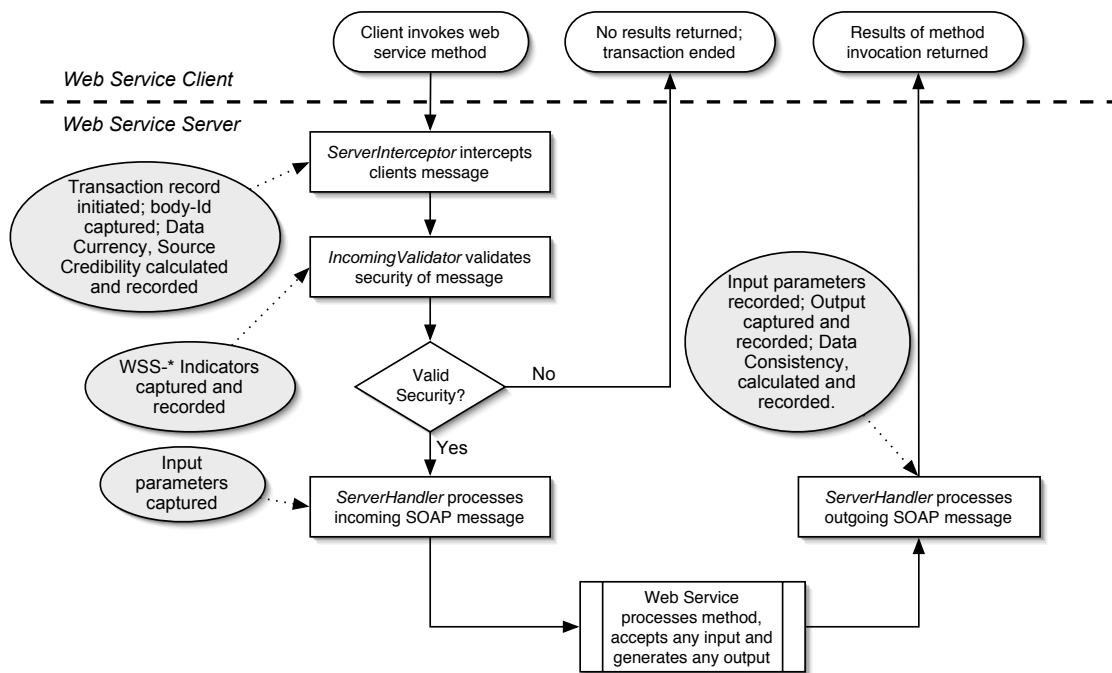 Client invokes web
service method
No results returned;
transaction ended
Results of method
invocation returned
Web Service Client
Web Service Server
ServerInterceptor intercepts
clients message
Transaction record
initiated; body-Id
captured; Data
Currency, Source
Credibility calculated
and recorded
IncomingValidator validates
security of message
Input parameters
recorded; Output
captured and
recorded; Data
Consistency,
calculated and
recorded.
WSS-* Indicators
captured and
recorded
Valid
Security?
No
Yes
Input
parameters
captured
ServerHandler processes
incoming SOAP message
ServerHandler processes
outgoing SOAP message
Web Service
processes method,
accepts any input and
generates any output